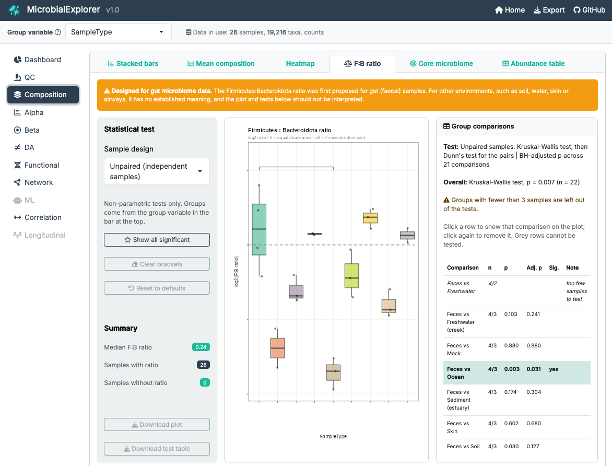 MicrobialExplorer v1.0
Home Export GitHub
Group variable SampleType Data in use: 26 samples, 19,216 taxa, counts.
Dashboard
QC
Composition
Alpha
Beta
DA
Functional
Network
ML
Correlation
Longitudinal
Stacked bars Mean composition Heatmap F:B ratio Core microbiome Abundance table
Designed for gut microbiome data. The Firmicutes:Bacteroidota ratio was first proposed for gut (faecal) samples. For other environments, such as soil, water, skin or
airways, it has no established meaning, and the plot and tests below should not be interpreted.
Statistical test
Sample design
Unpaired (independent
samples)
Non-parametric tests only. Groups
come from the group variable in the
bar at the top.
Show all significant
Clear brackets
Reset to defaults
Summary
Median F:B ratio 0.24
Samples with ratio 26
Samples without ratio 0
Download plot
Download test table
Firmicutes : Bacteroidota ratio
log2(F/B ratio)
SampleType
Group comparisons
Test: Unpaired samples: Kruskal-Wallis test, then
Dunn's test for the pairs | BH-adjusted p across
21 comparisons
Overall: Kruskal-Wallis test, p = 0.007 (n = 22)
Groups with fewer than 3 samples are left out
of the tests.
Click a row to show that comparison on the plot,
click again to remove it. Grey rows cannot be
tested.
Comparison n p Adj. p Sig. Note
Feces vs
Freshwater
4/2 too few
samples
to test
Feces vs
Freshwater
(creek)
4/3 0.103 0.241
Feces vs
Mock
4/3 0.880 0.880
Feces vs
Ocean
4/3 0.003 0.031 yes
Feces vs
Sediment
(estuary)
4/3 0.174 0.304
Feces vs
Skin
4/3 0.602 0.680
Feces vs Soil 4/3 0.030 0.127